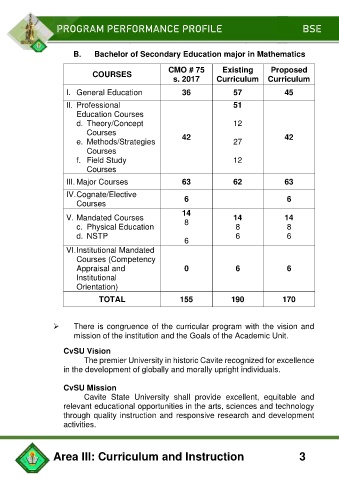 PROGRAM PERFORMANCE PROFILE BSE
B. Bachelor of Secondary Education major in Mathematics
COURSES CMO # 75 s. 2017 Existing Curriculum Proposed Curriculum
I. General Education 36 57 45
II. Professional 51
Education Courses
d. Theory/Concept 12
Courses
42 42
e. Methods/Strategies 27
Courses
f. Field Study 12
Courses
III. Major Courses 63 62 63
IV. Cognate/Elective
Courses 6 6
14
V. Mandated Courses 14 14
8
c. Physical Education 8 8
d. NSTP 6 6
6
VI. Institutional Mandated
Courses (Competency
Appraisal and 0 6 6
Institutional
Orientation)
TOTAL 155 190 170
➢ There is congruence of the curricular program with the vision and
mission of the institution and the Goals of the Academic Unit.
CvSU Vision
The premier University in historic Cavite recognized for excellence
in the development of globally and morally upright individuals.
CvSU Mission
Cavite State University shall provide excellent, equitable and
relevant educational opportunities in the arts, sciences and technology
through quality instruction and responsive research and development
activities.
Area III: Curriculum and Instruction 3